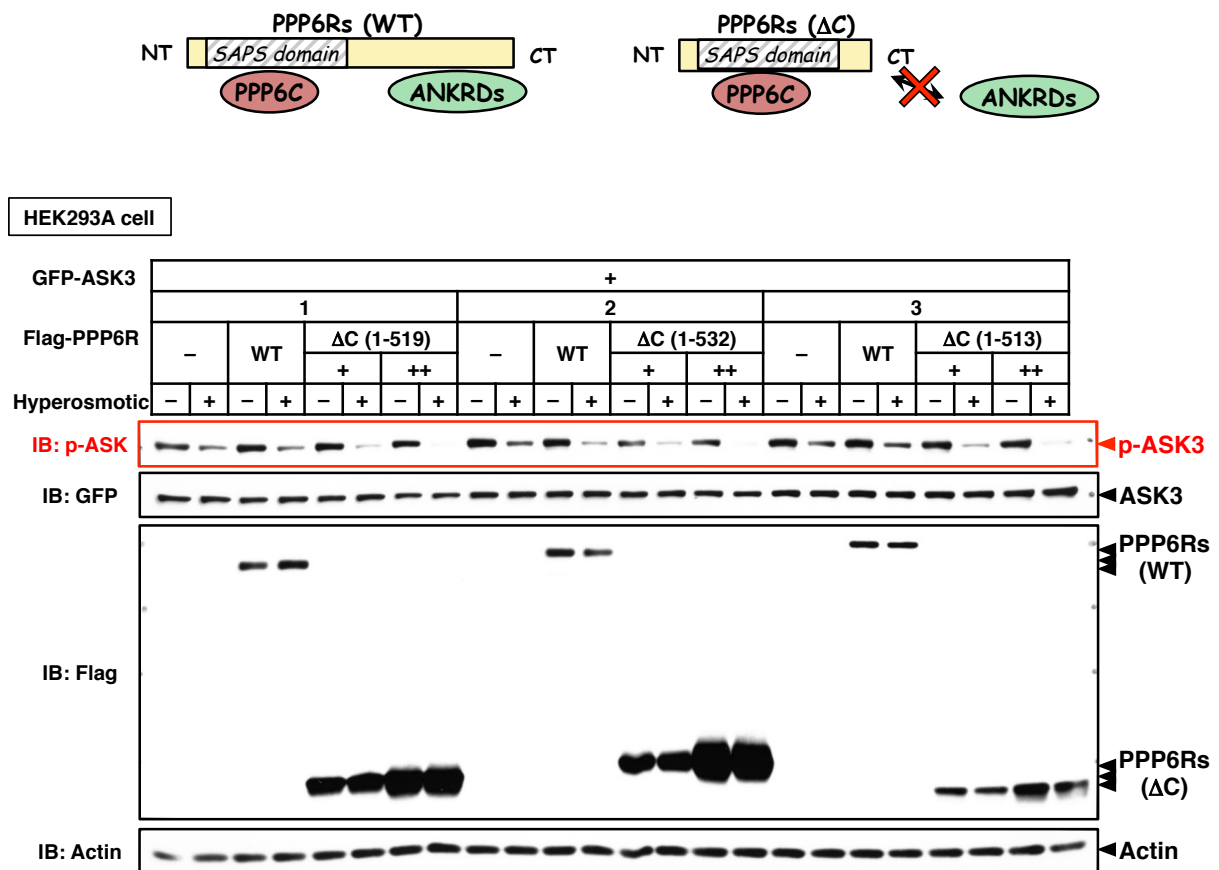 PPP6Rs (WT)
NT SAPS domain CT
PPP6C ANKRDs
PPP6Rs (ΔC)
NT SAPS domain CT
PPP6C ANKRDs
HEK293A cell
GFP-ASK3 +
1 2 3
Flag-PPP6R – WT ΔC (1-519) – WT ΔC (1-532) – WT ΔC (1-513)
+ ++ + ++ + ++
Hyperosmotic – + – + – + – + – + – + – + – + – + – + – + – +
IB: p-ASK p-ASK3
IB: GFP ASK3
IB: Flag PPP6Rs
(WT)
PPP6Rs
(ΔC)
IB: Actin Actin